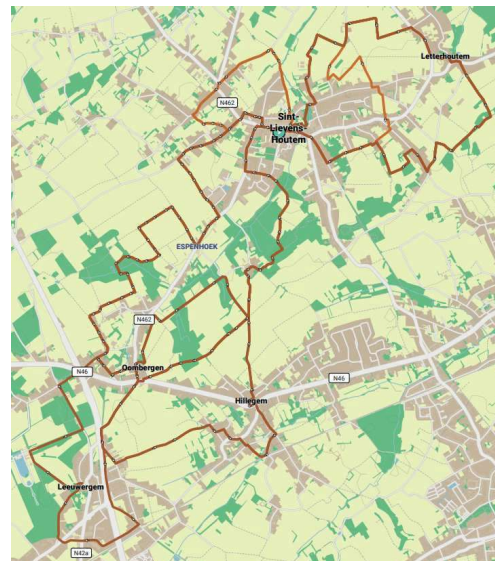 Letterhoutem
N462
Sint-
Lievens-
Houtem
ESPENHOEK
N462
N46
Oombergen
N46
Hillegem
Leeuwergem
N42a